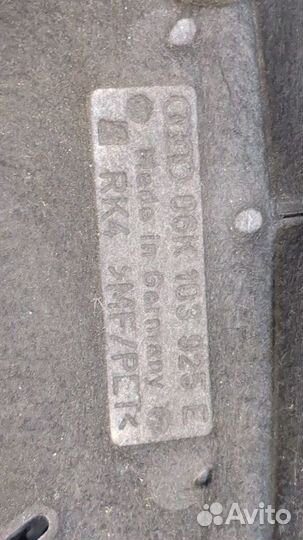 06K 103 925 E
Made in Germany
RK4 >MF/PET<
Avito